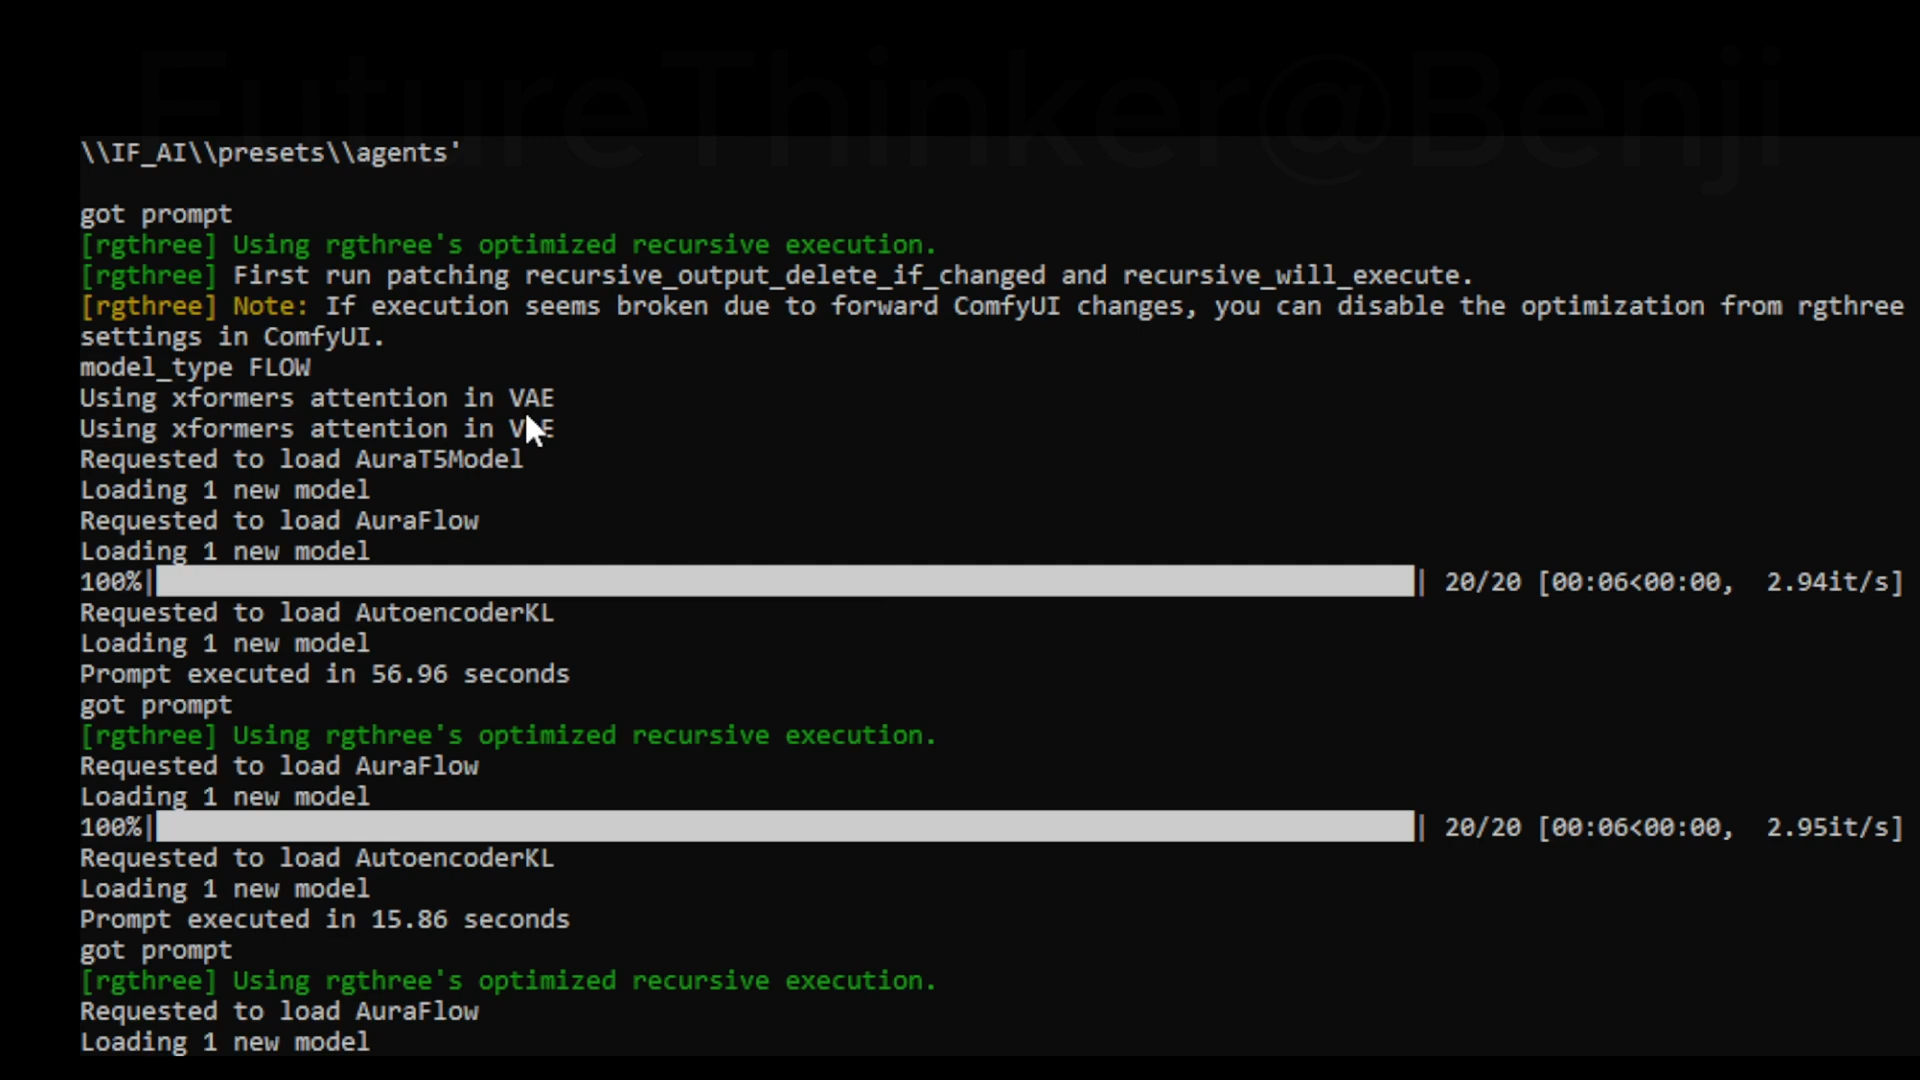 FutureThinker@Benji
\\IF_AI\\presets\\agents'
got prompt
[rgthree] Using rgthree's optimized recursive execution.
[rgthree] First run patching recursive_output_delete_if_changed and recursive_will_execute.
[rgthree] Note: If execution seems broken due to forward ComfyUI changes, you can disable the optimization from rgthree
settings in ComfyUI.
model_type FLOW
Using xformers attention in VAE
Using xformers attention in VAE
Requested to load AuraT5Model
Loading 1 new model
Requested to load AuraFlow
Loading 1 new model
100%| | 20/20 [00:06<00:00, 2.94it/s]
Requested to load AutoencoderKL
Loading 1 new model
Prompt executed in 56.96 seconds
got prompt
[rgthree] Using rgthree's optimized recursive execution.
Requested to load AuraFlow
Loading 1 new model
100%| | 20/20 [00:06<00:00, 2.95it/s]
Requested to load AutoencoderKL
Loading 1 new model
Prompt executed in 15.86 seconds
got prompt
[rgthree] Using rgthree's optimized recursive execution.
Requested to load AuraFlow
Loading 1 new model